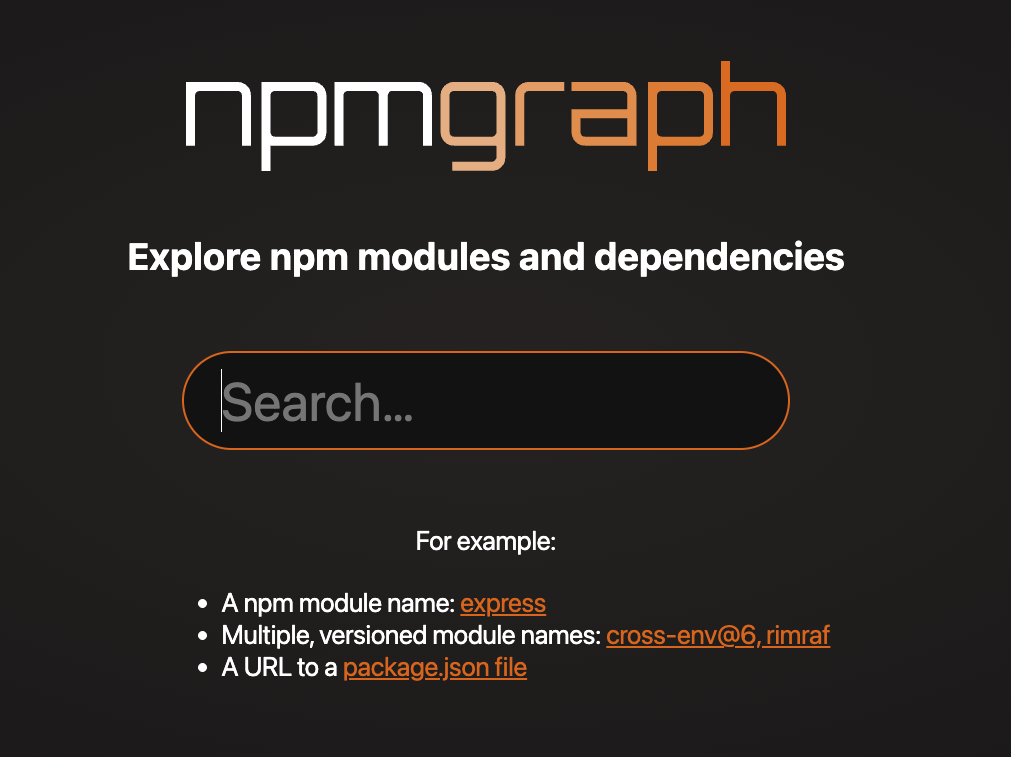 npmgraph
Explore npm modules and dependencies
Search...
For example:
• A npm module name: express
• Multiple, versioned module names: cross-env@6, rimraf
• A URL to a package.json file